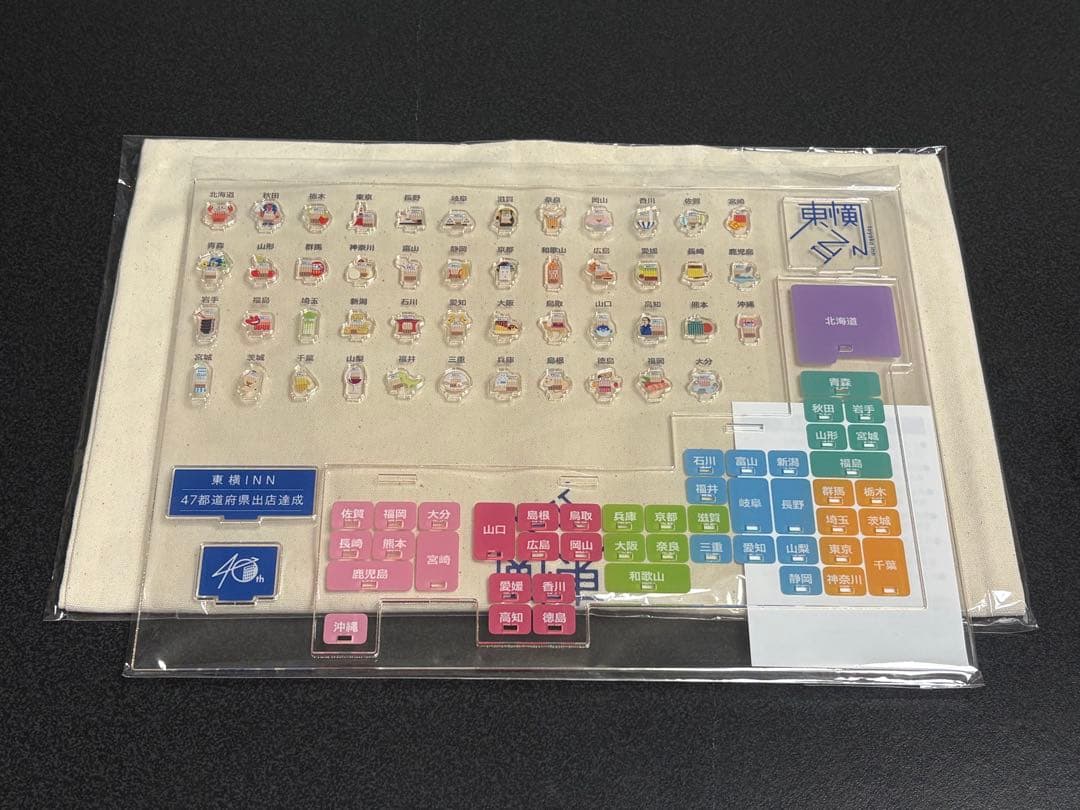 北海道 秋田 栃木 東京 長野 岐阜 滋賀 奈良 岡山 香川 佐賀 宮崎
青森 山形 群馬 神奈川 富山 静岡 京都 和歌山 広島 愛媛 長崎 鹿児島
岩手 福島 埼玉 新潟 石川 愛知 大阪 鳥取 山口 高知 熊本 沖縄
宮城 茨城 千葉 山梨 福井 三重 兵庫 島根 徳島 福岡 大分
東横INN
北海道
青森
秋田 岩手
山形 宮城
福島
石川 富山 新潟
福井 岐阜 長野 群馬 栃木
埼玉 茨城
東横INN
47都道府県出店達成
40th
佐賀 福岡 大分
長崎 熊本 宮崎
鹿児島
沖縄
山口 島根 鳥取 兵庫 京都 滋賀
広島 岡山 大阪 奈良 三重 愛知 山梨 東京 千葉
愛媛 香川 和歌山 静岡 神奈川
高知 徳島